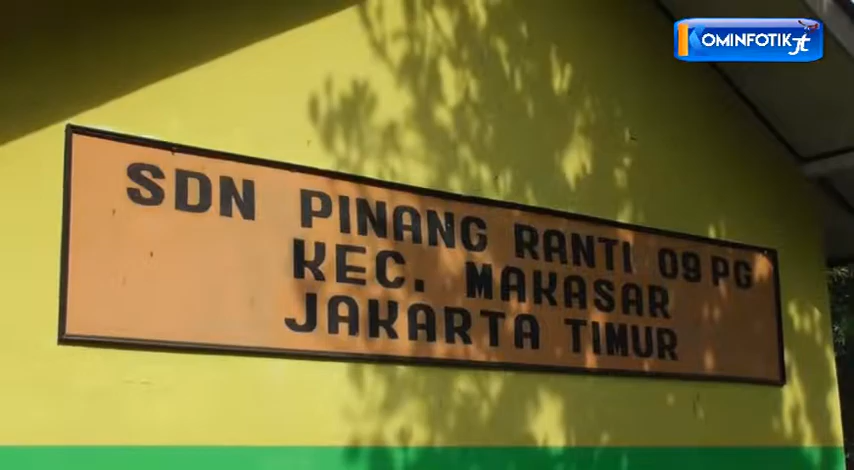 KOMINFOTIK JT
SDN PINANG RANTI 09 PG
KEC. MAKASAR
JAKARTA TIMUR